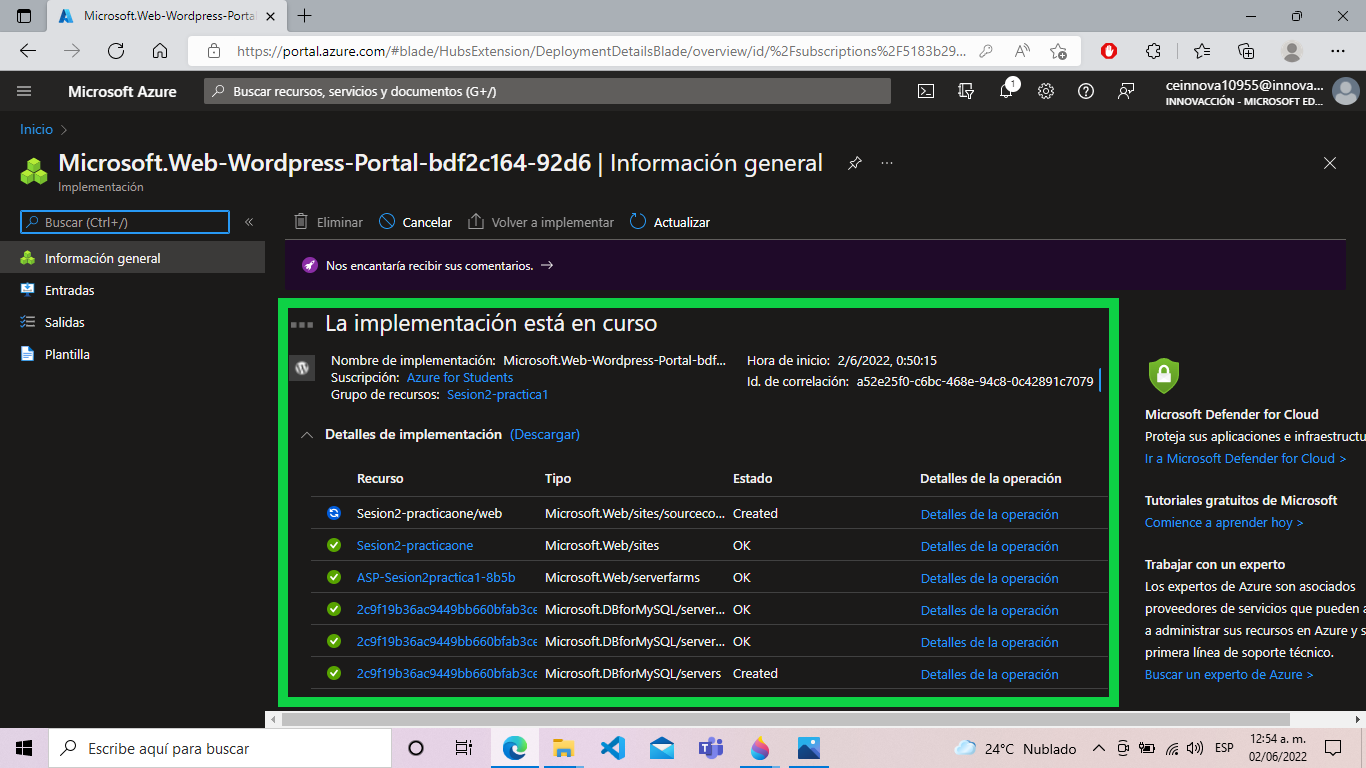 Microsoft.Web-Wordpress-Portal
https://portal.azure.com/#blade/HubsExtension/DeploymentDetailsBlade/overview/id/%2Fsubscriptions%2F5183b29...
Microsoft Azure
Buscar recursos, servicios y documentos (G+/)
1
ceinnova10955@innova...
INNOVACCIÓN - MICROSOFT ED...
Inicio
Microsoft.Web-Wordpress-Portal-bdf2c164-92d6 | Información general
Implementación
Buscar (Ctrl+/)
Eliminar
Cancelar
Volver a implementar
Actualizar
Información general
Entradas
Salidas
Plantilla
Nos encantaría recibir sus comentarios. →
La implementación está en curso
Nombre de implementación: Microsoft.Web-Wordpress-Portal-bdf...
Suscripción: Azure for Students
Grupo de recursos: Sesion2-practica1
Hora de inicio: 2/6/2022, 0:50:15
Id. de correlación: a52e25f0-c6bc-468e-94c8-0c42891c7079
Detalles de implementación (Descargar)
Recurso Tipo Estado Detalles de la operación
Sesion2-practicaone/web Microsoft.Web/sites/sourceco... Created Detalles de la operación
Sesion2-practicaone Microsoft.Web/sites OK Detalles de la operación
ASP-Sesion2practica1-8b5b Microsoft.Web/serverfarms OK Detalles de la operación
2c9f19b36ac9449bb660bfab3ce Microsoft.DBforMySQL/server... OK Detalles de la operación
2c9f19b36ac9449bb660bfab3ce Microsoft.DBforMySQL/server... OK Detalles de la operación
2c9f19b36ac9449bb660bfab3ce Microsoft.DBforMySQL/servers Created Detalles de la operación
Microsoft Defender for Cloud
Proteja sus aplicaciones e infraestructu
Ir a Microsoft Defender for Cloud >
Tutoriales gratuitos de Microsoft
Comience a aprender hoy >
Trabajar con un experto
Los expertos de Azure son asociados
proveedores de servicios que pueden a
a administrar sus recursos en Azure y s
primera línea de soporte técnico.
Buscar un experto de Azure >
Escribe aquí para buscar
24°C Nublado
ESP
12:54 a. m.
02/06/2022